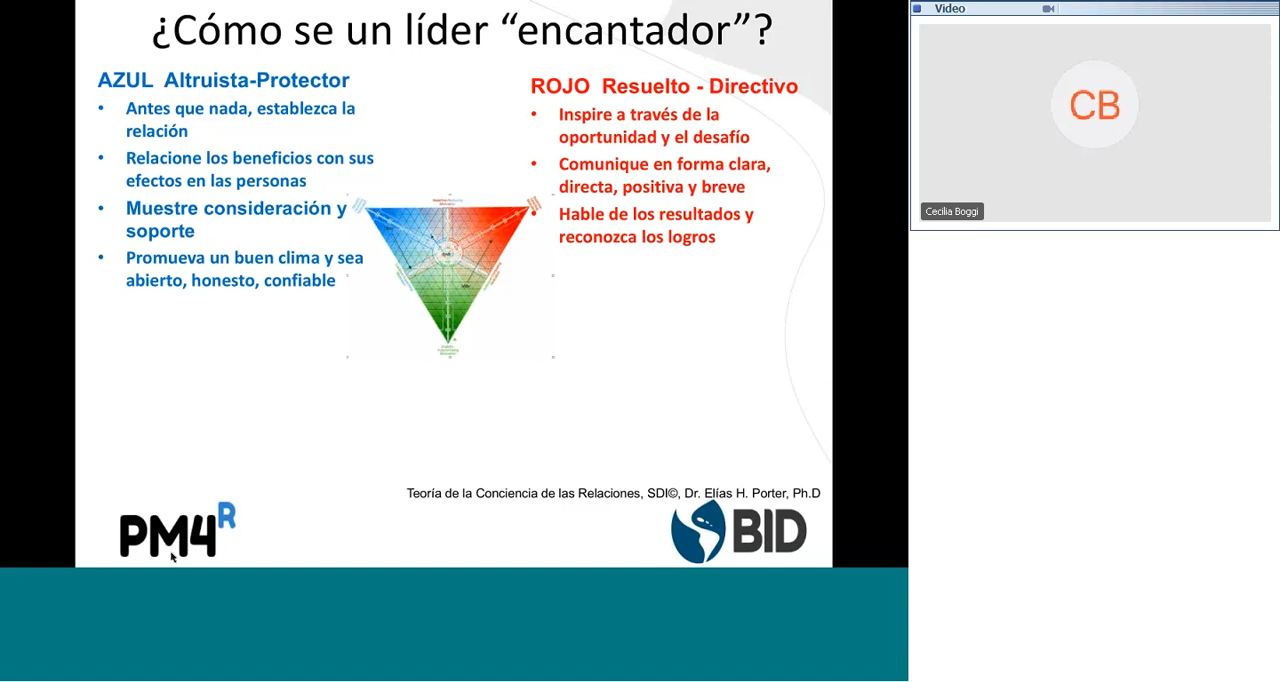 ¿Cómo se un líder “encantador”?
AZUL Altruista-Protector
• Antes que nada, establezca la
relación
• Relacione los beneficios con sus
efectos en las personas
• Muestre consideración y
soporte
• Promueva un buen clima y sea
abierto, honesto, confiable
ROJO Resuelto - Directivo
• Inspire a través de la
oportunidad y el desafío
• Comunique en forma clara,
directa, positiva y breve
• Hable de los resultados y
reconozca los logros
Teoría de la Conciencia de las Relaciones, SDI©, Dr. Elías H. Porter, Ph.D
PM4R
BID
Video
CB
Cecilia Boggi